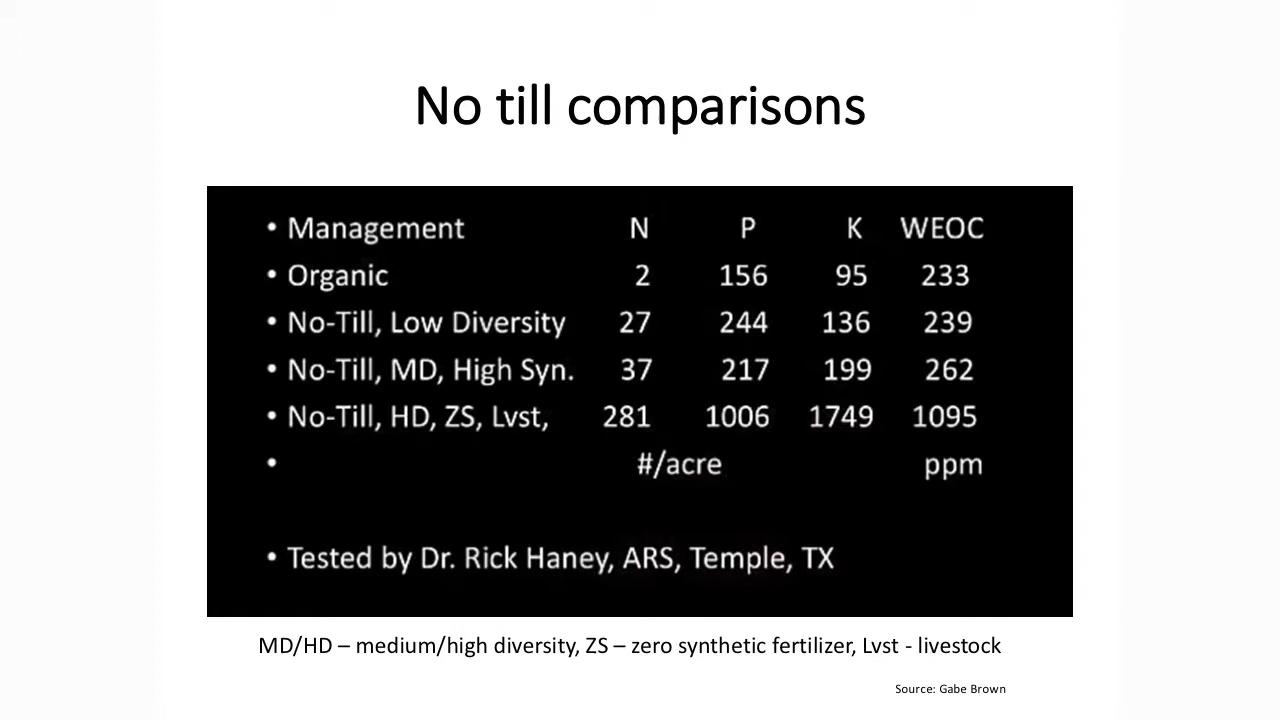 No till comparisons
• Management N P K WEOC
• Organic 2 156 95 233
• No-Till, Low Diversity 27 244 136 239
• No-Till, MD, High Syn. 37 217 199 262
• No-Till, HD, ZS, Lvst, 281 1006 1749 1095
• #/acre ppm
• Tested by Dr. Rick Haney, ARS, Temple, TX
MD/HD – medium/high diversity, ZS – zero synthetic fertilizer, Lvst - livestock
Source: Gabe Brown